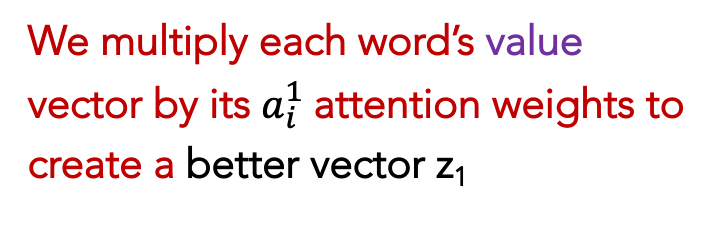 We multiply each word’s value
vector by its $a_i^1$ attention weights to
create a better vector z₁